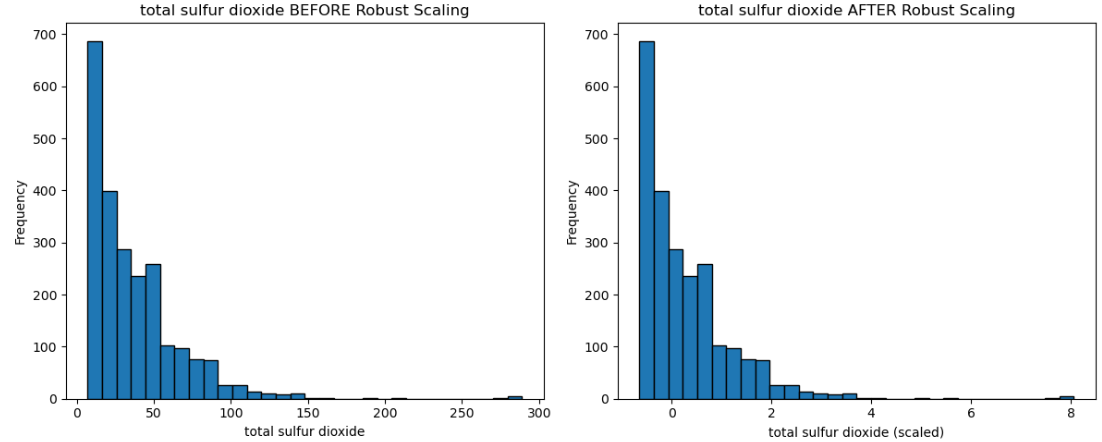 total sulfur dioxide BEFORE Robust Scaling
700
600
500
400
300
200
100
0
Frequency
0 50 100 150 200 250 300
total sulfur dioxide
total sulfur dioxide AFTER Robust Scaling
700
600
500
400
300
200
100
0
Frequency
0 2 4 6 8
total sulfur dioxide (scaled)